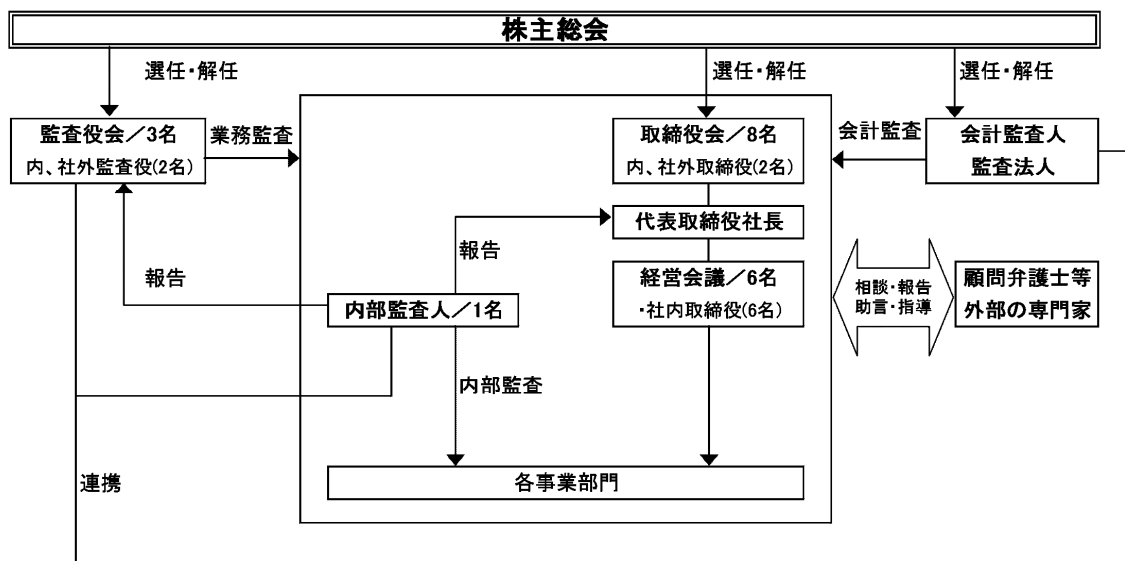 株主総会
選任・解任
選任・解任
選任・解任
監査役会／3名
内、社外監査役(2名)
業務監査
取締役会／8名
内、社外取締役(2名)
会計監査
会計監査人
監査法人
代表取締役社長
報告
報告
経営会議／6名
・社内取締役(6名)
相談・報告
助言・指導
顧問弁護士等
外部の専門家
内部監査人／1名
内部監査
連携
各事業部門